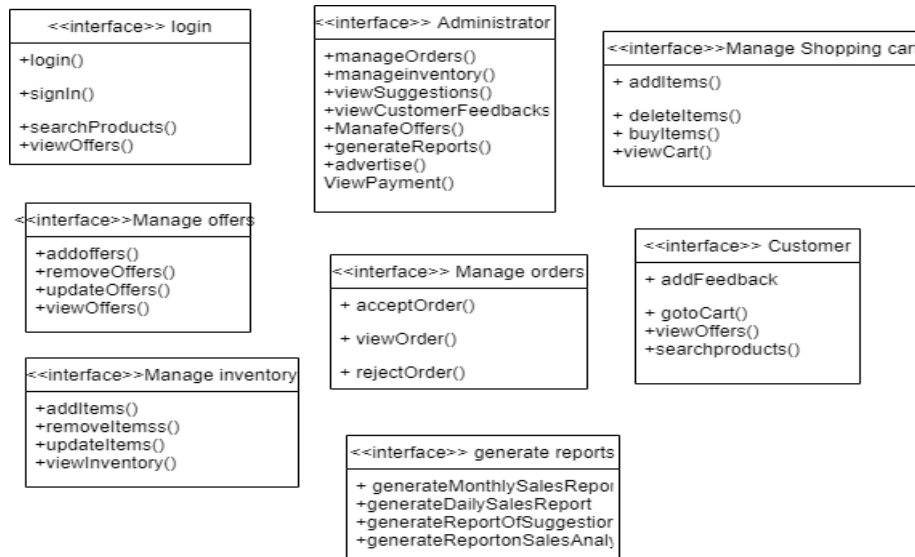 <<interface>> login
+login()
+signIn()
+searchProducts()
+viewOffers()
<<interface>> Administrator
+manageOrders()
+manageinventory()
+viewSuggestions()
+viewCustomerFeedbacks
+ManafeOffers()
+generateReports()
+advertise()
ViewPayment()
<<interface>>Manage Shopping cart
+ addItems()
+ deleteItems()
+ buyItems()
+viewCart()
<<interface>>Manage offers
+addoffers()
+removeOffers()
+updateOffers()
+viewOffers()
<<interface>> Manage orders
+ acceptOrder()
+ viewOrder()
+ rejectOrder()
<<interface>> Customer
+ addFeedback
+ gotoCart()
+viewOffers()
+searchproducts()
<<interface>>Manage inventory
+addItems()
+removeItemss()
+updateItems()
+viewInventory()
<<interface>> generate reports
+ generateMonthlySalesRepor
+generateDailySalesReport
+generateReportOfSuggestion
+generateReportonSalesAnaly